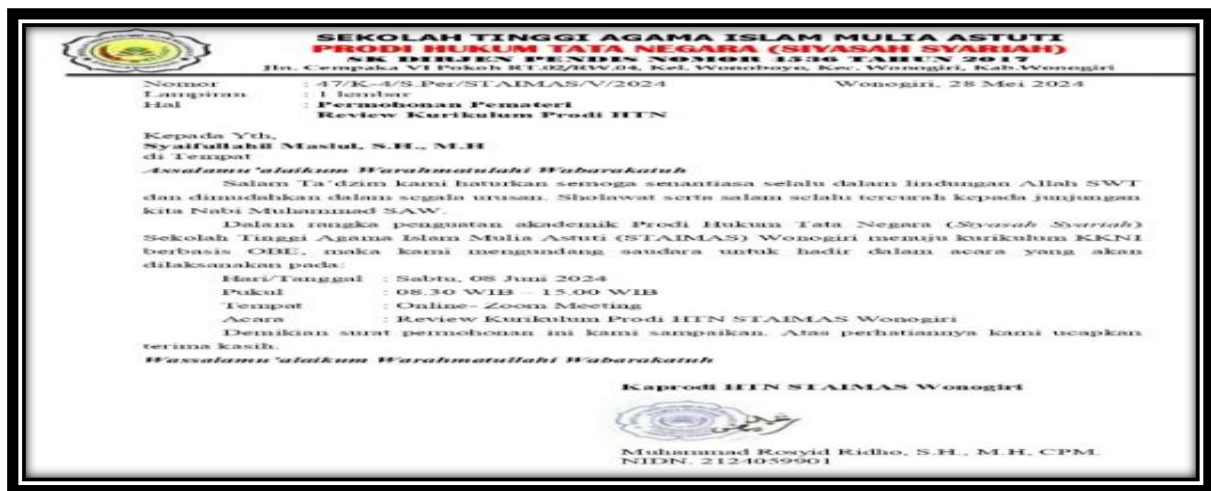 SEKOLAH TINGGI AGAMA ISLAM MULIA ASTUTI
PRODI HUKUM TATA NEGARA (SIYASAH SYARIAH)
SK DIRJEN PENDIS NOMOR 1536 TAHUN 2017
Jln. Cempaka VI Pokoh RT.02/RW.04, Kel. Wonoboyo, Kec. Wonogiri, Kab.Wonogiri
Nomor : 47/K-4/S.Per/STAIMAS/V/2024 Wonogiri, 28 Mei 2024
Lampiran : 1 lembar
Hal : Permohonan Pemateri
Review Kurikulum Prodi HTN
Kepada Yth,
Syaifullahil Maslul, S.H., M.H
di Tempat
Assalamu'alaikum Warahmatulahi Wabarakatuh
Salam Ta'dzim kami haturkan semoga senantiasa selalu dalam lindungan Allah SWT
dan dimudahkan dalam segala urusan. Sholawat serta salam selalu tercurah kepada junjungan
kita Nabi Muhammad SAW.
Dalam rangka penguatan akademik Prodi Hukum Tata Negara (Siyasah Syariah)
Sekolah Tinggi Agama Islam Mulia Astuti (STAIMAS) Wonogiri menuju kurikulum KKNI
berbasis OBE, maka kami mengundang saudara untuk hadir dalam acara yang akan
dilaksanakan pada:
Hari/Tanggal : Sabtu, 08 Juni 2024
Pukul : 08.30 WIB – 15.00 WIB
Tempat : Online- Zoom Meeting
Acara : Review Kurikulum Prodi HTN STAIMAS Wonogiri
Demikian surat permohonan ini kami sampaikan. Atas perhatiannya kami ucapkan
terima kasih.
Wassalamu'alaikum Warahmatullahi Wabarakatuh
Kaprodi HTN STAIMAS Wonogiri
Muhammad Rosyid Ridho, S.H., M.H, CPM.
NIDN. 2124059901